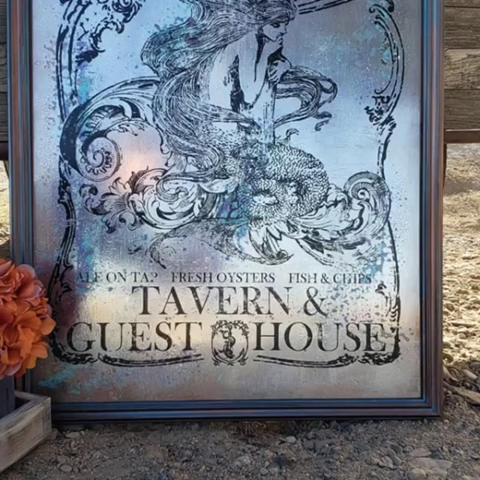 ALE ON TAP FRESH OYSTERS FISH & CHIPS
TAVERN &
GUEST HOUSE